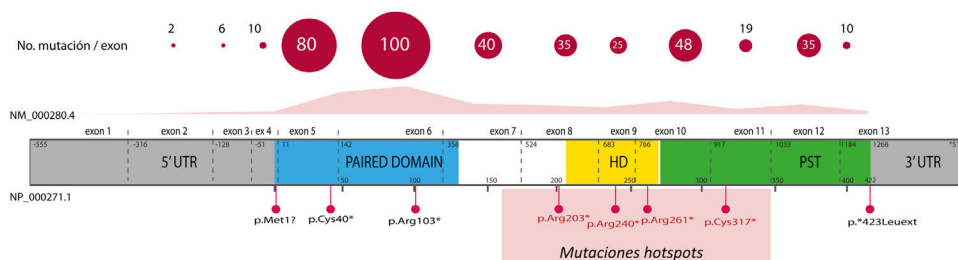 2 6 10 80 100 40 35 25 48 19 35 10
No. mutación / exon
NM_000280.4
exon 1 exon 2 exon 3 ex 4 exon 5 exon 6 exon 7 exon 8 exon 9 exon 10 exon 11 exon 12 exon 13
-555 -316 -128 -51 11 142 358 524 683 766 917 1033 1184 1268
5' UTR PAIRED DOMAIN HD PST 3' UTR
NP_000271.1
50 100 150 200 250 300 350 400 422
p.Met1? p.Cys40* p.Arg103* p.Arg203* p.Arg240* p.Arg261* p.Cys317* p.*423Leuext
Mutaciones hotspots